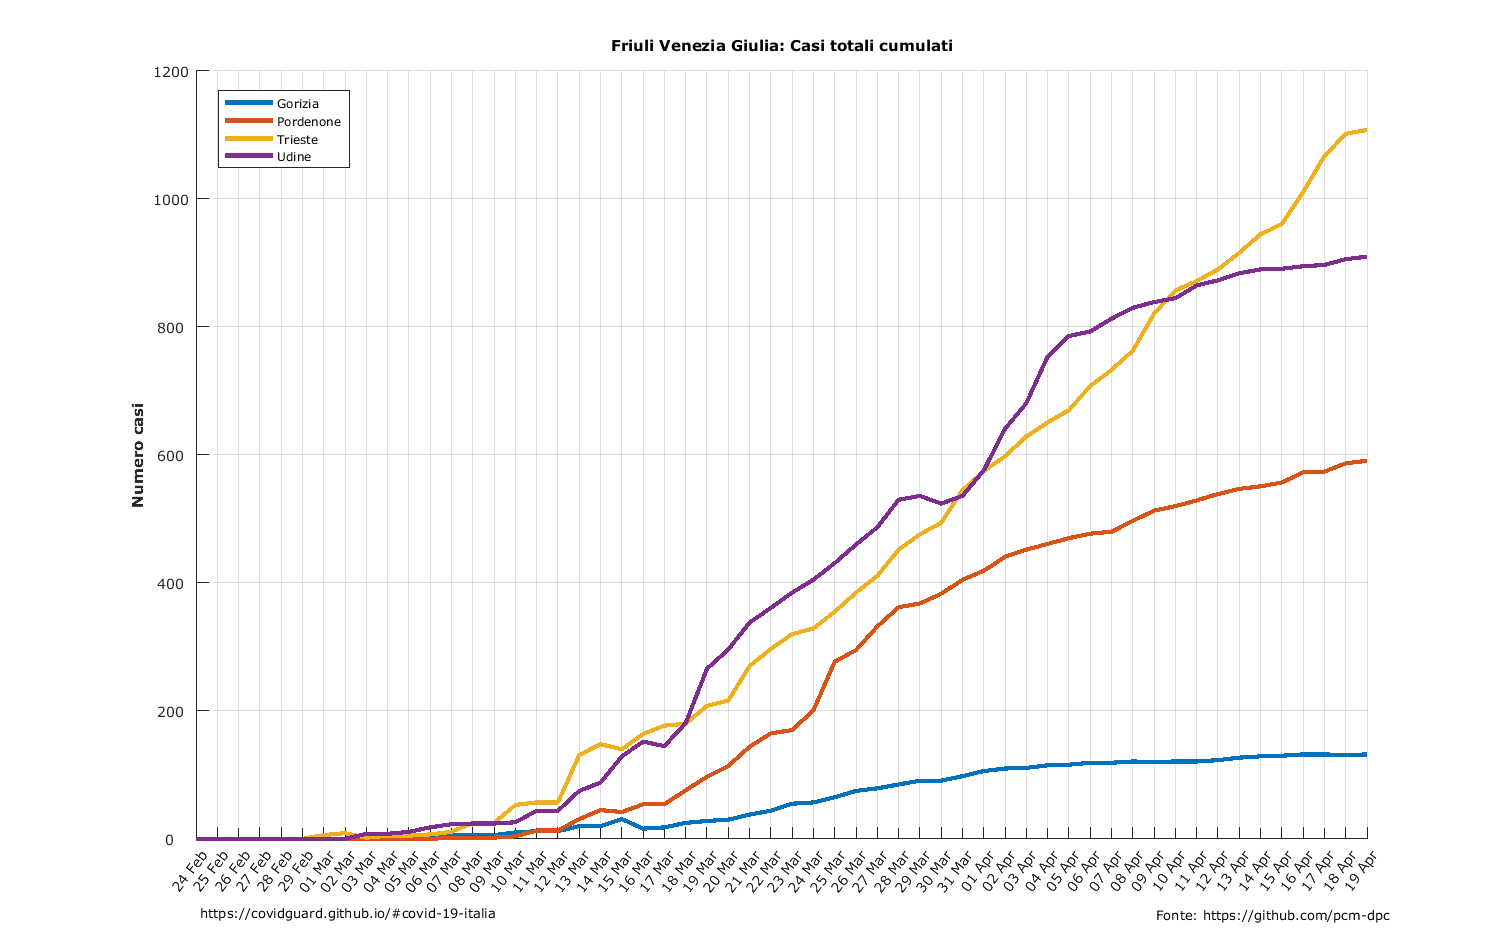 Friuli Venezia Giulia: Casi totali cumulati
1200
1000
800
600
400
200
0
Numero casi
Gorizia
Pordenone
Trieste
Udine
24 Feb
25 Feb
26 Feb
27 Feb
28 Feb
29 Feb
01 Mar
02 Mar
03 Mar
04 Mar
05 Mar
06 Mar
07 Mar
08 Mar
09 Mar
10 Mar
11 Mar
12 Mar
13 Mar
14 Mar
15 Mar
16 Mar
17 Mar
18 Mar
19 Mar
20 Mar
21 Mar
22 Mar
23 Mar
24 Mar
25 Mar
26 Mar
27 Mar
28 Mar
29 Mar
30 Mar
31 Mar
01 Apr
02 Apr
03 Apr
04 Apr
05 Apr
06 Apr
07 Apr
08 Apr
09 Apr
10 Apr
11 Apr
12 Apr
13 Apr
14 Apr
15 Apr
16 Apr
17 Apr
18 Apr
19 Apr
https://covidguard.github.io/#covid-19-italia
Fonte: https://github.com/pcm-dpc